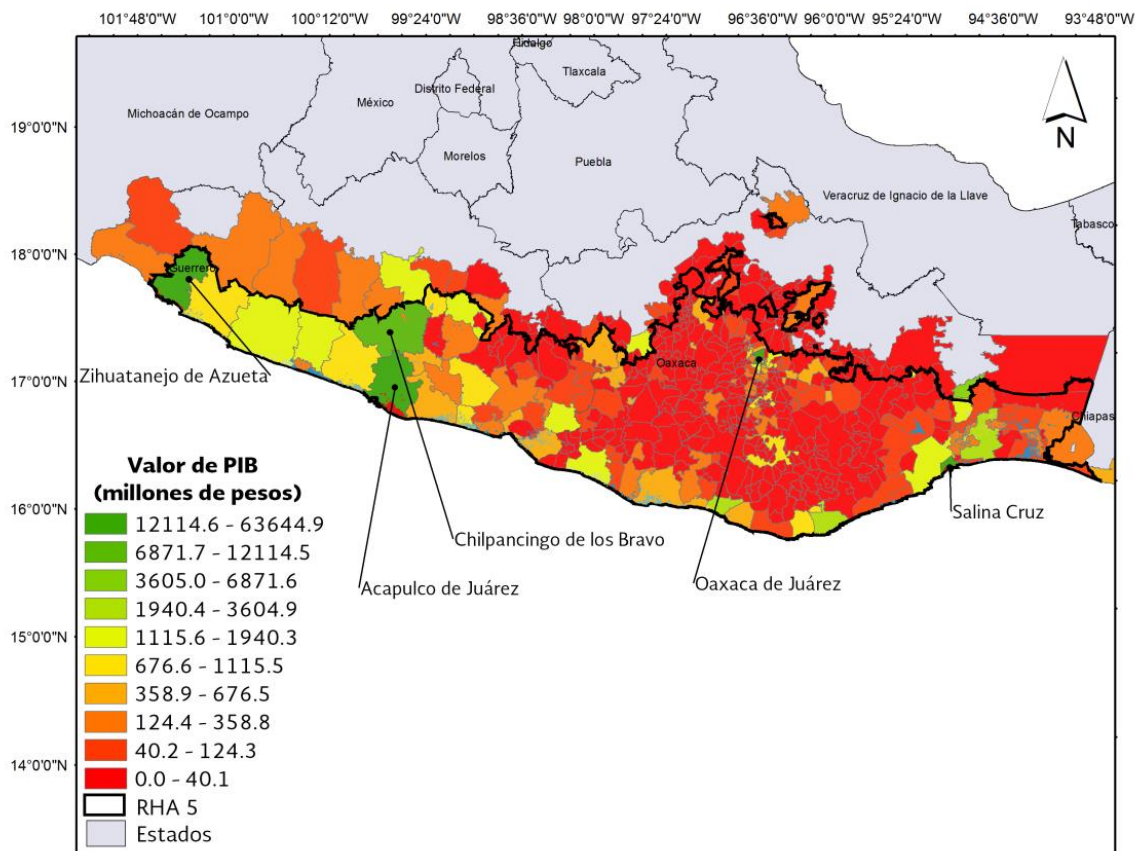 101°48'0"W 101°0'0"W 100°12'0"W 99°24'0"W 98°36'0"W 98°0'0"W 97°24'0"W 96°36'0"W 96°0'0"W 95°24'0"W 94°36'0"W 93°48'0"W
Hidalgo
Tlaxcala
Distrito Federal
México
Michoacán de Ocampo
19°0'0"N
N
Morelos
Puebla
Veracruz de Ignacio de la Llave
Tabasco
18°0'0"N
Guerrero
Oaxaca
17°0'0"N
Zihuatanejo de Azueta
Chiapas
Valor de PIB
(millones de pesos)
16°0'0"N
12114.6 - 63644.9
Salina Cruz
6871.7 - 12114.5
Chilpancingo de los Bravo
3605.0 - 6871.6
Acapulco de Juárez
Oaxaca de Juárez
1940.4 - 3604.9
15°0'0"N
1115.6 - 1940.3
676.6 - 1115.5
358.9 - 676.5
124.4 - 358.8
14°0'0"N
40.2 - 124.3
0.0 - 40.1
RHA 5
Estados